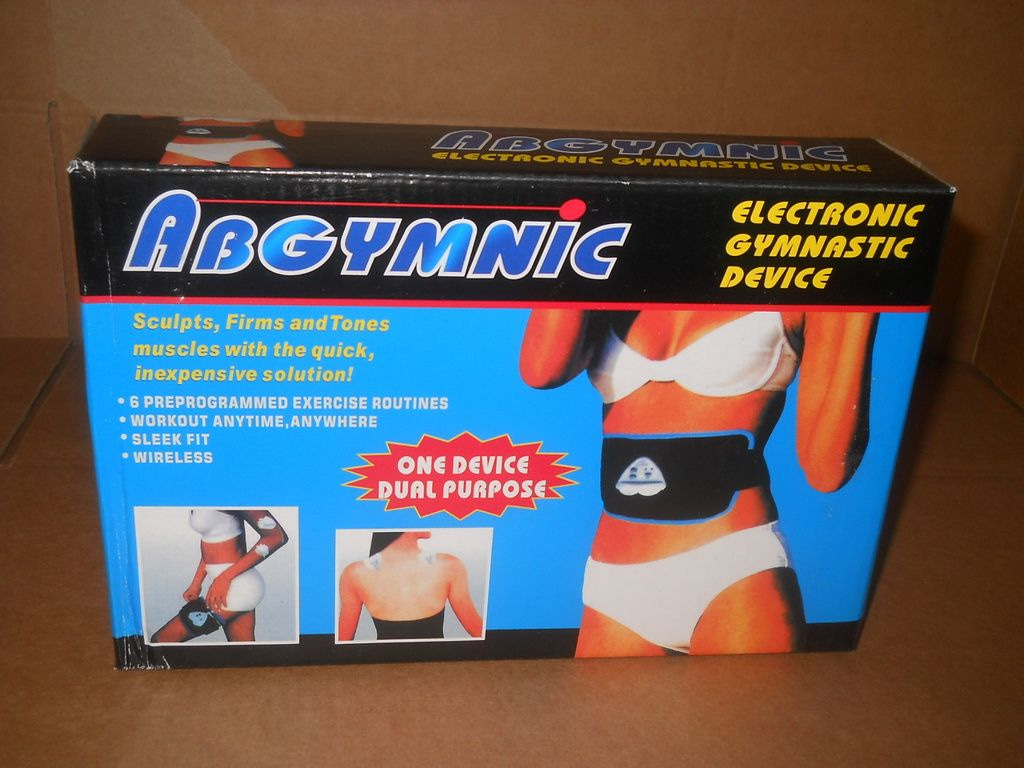 ABGYMNIC
ELECTRONIC GYMNASTIC DEVICE
ABGYMNIC
ELECTRONIC
GYMNASTIC
DEVICE
Sculpts, Firms and Tones
muscles with the quick,
inexpensive solution!
• 6 PREPROGRAMMED EXERCISE ROUTINES
• WORKOUT ANYTIME,ANYWHERE
• SLEEK FIT
• WIRELESS
ONE DEVICE
DUAL PURPOSE